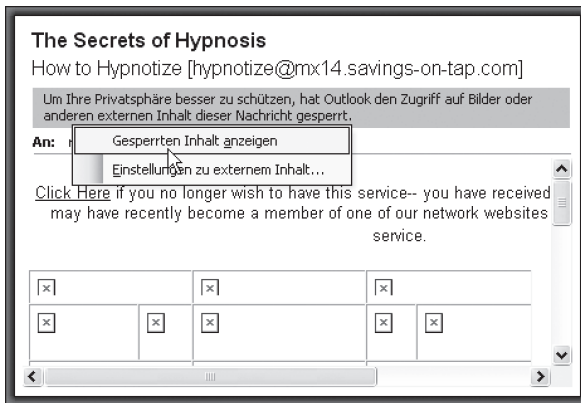 The Secrets of Hypnosis
How to Hypnotize [hypnotize@mx14.savings-on-tap.com]
Um Ihre Privatsphäre besser zu schützen, hat Outlook den Zugriff auf Bilder oder
anderen externen Inhalt dieser Nachricht gesperrt.
An:
Gesperrten Inhalt anzeigen
Einstellungen zu externem Inhalt...
Click Here if you no longer wish to have this service-- you have received
may have recently become a member of one of our network websites
service.